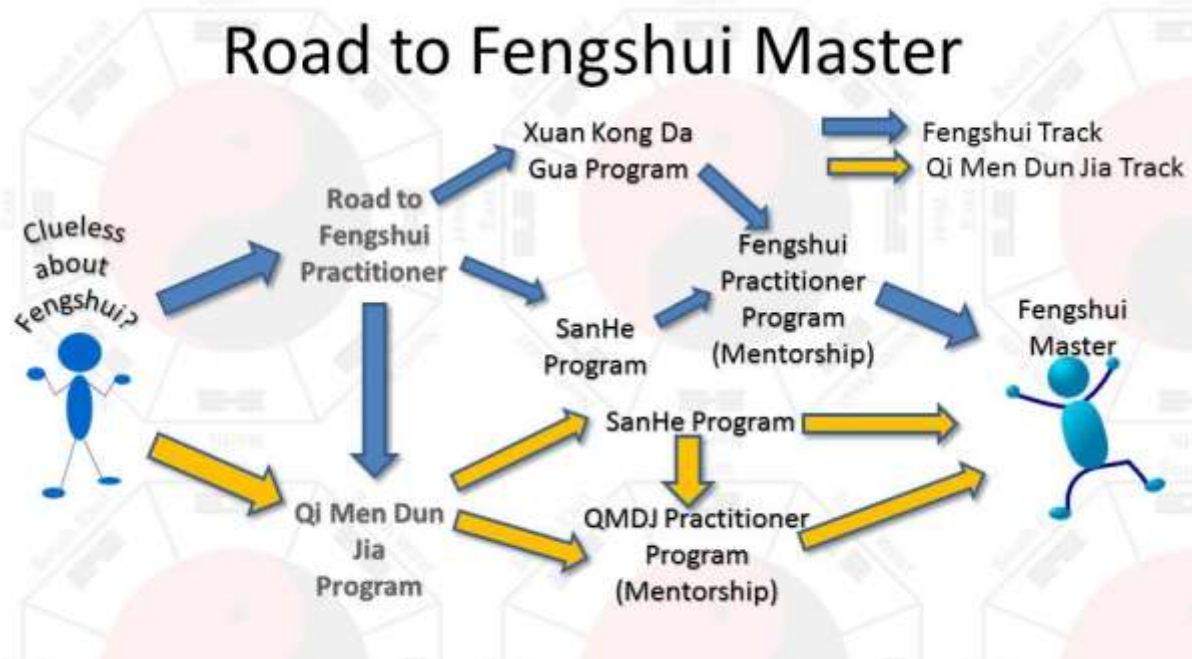 Road to Fengshui Master
Clueless
about
Fengshui?
Road to
Fengshui
Practitioner
Xuan Kong Da
Gua Program
SanHe
Program
Fengshui
Practitioner
Program
(Mentorship)
Fengshui Track
Qi Men Dun Jia Track
Fengshui
Master
Qi Men Dun
Jia
Program
SanHe Program
QMDJ Practitioner
Program
(Mentorship)